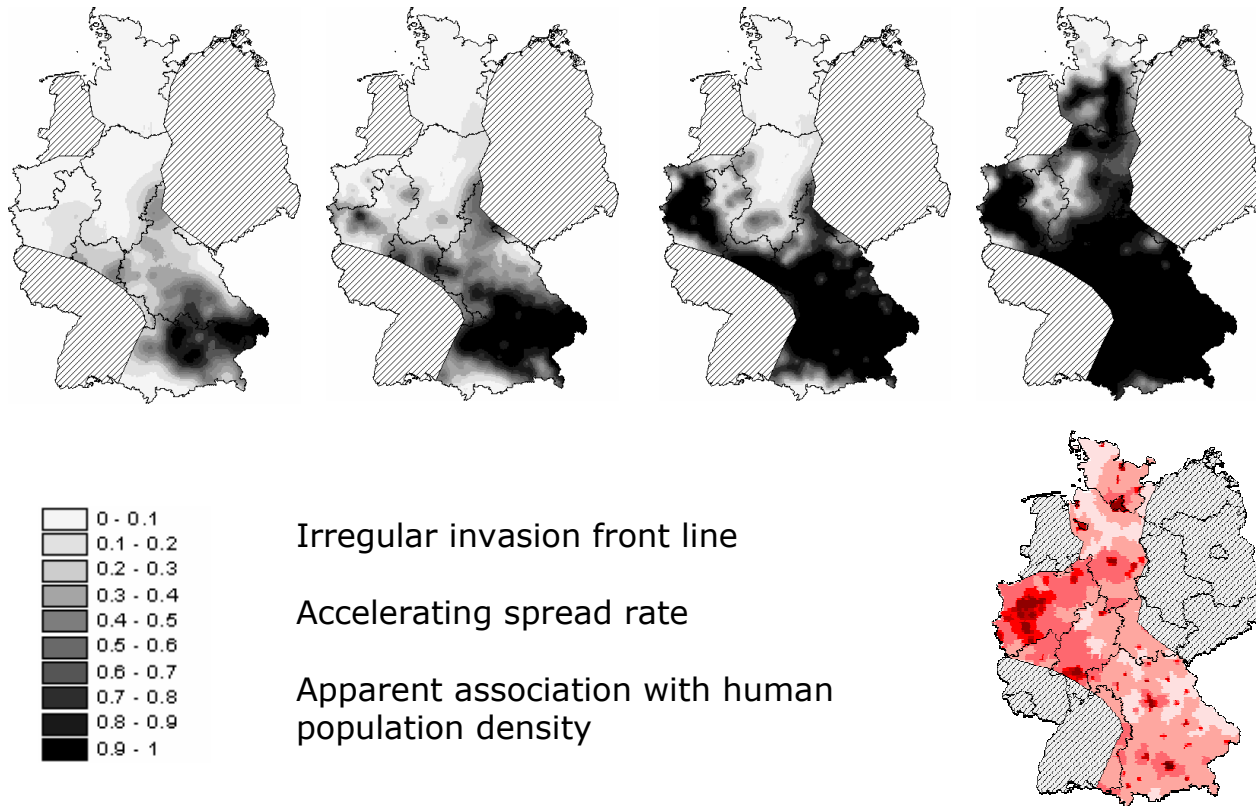 0 - 0.1
0.1 - 0.2
0.2 - 0.3
0.3 - 0.4
0.4 - 0.5
0.5 - 0.6
0.6 - 0.7
0.7 - 0.8
0.8 - 0.9
0.9 - 1
Irregular invasion front line
Accelerating spread rate
Apparent association with human
population density